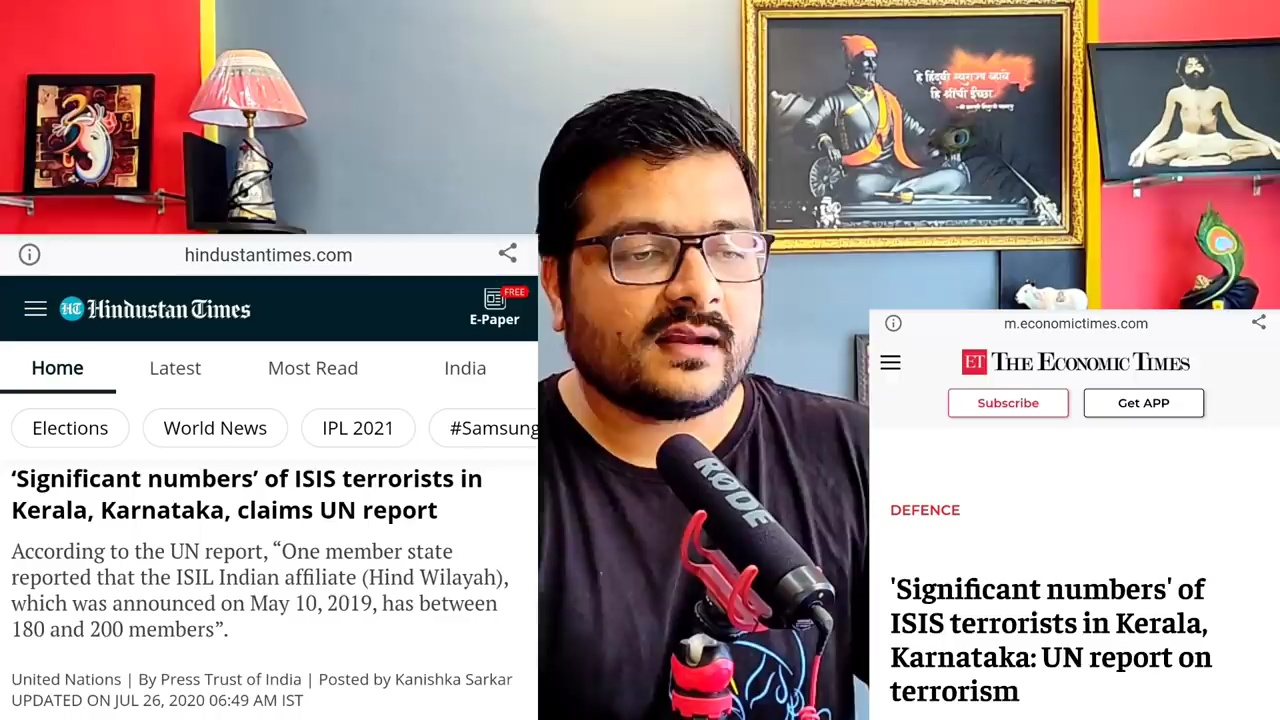 हे हिंदवी स्वराज्य व्हावे
हि श्रींची ईच्छा
hindustantimes.com
HT Hindustan Times
FREE
E-Paper
Home Latest Most Read India
Elections World News IPL 2021 #Samsung
‘Significant numbers’ of ISIS terrorists in
Kerala, Karnataka, claims UN report
According to the UN report, “One member state
reported that the ISIL Indian affiliate (Hind Wilayah),
which was announced on May 10, 2019, has between
180 and 200 members”.
United Nations | By Press Trust of India | Posted by Kanishka Sarkar
UPDATED ON JUL 26, 2020 06:49 AM IST
RØDE
m.economictimes.com
ET THE ECONOMIC TIMES
Subscribe Get APP
DEFENCE
'Significant numbers' of
ISIS terrorists in Kerala,
Karnataka: UN report on
terrorism